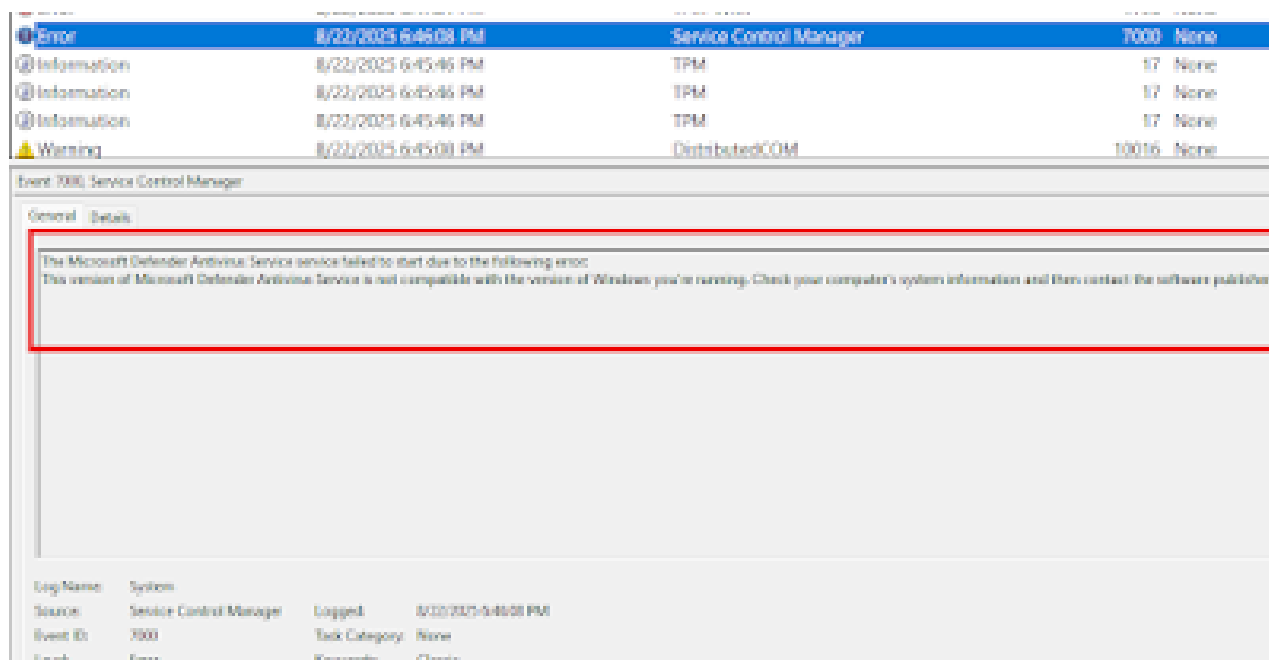 Error 8/22/2025 6:46:08 PM Service Control Manager 7000 None
Information 8/22/2025 6:45:46 PM TPM 17 None
Information 8/22/2025 6:45:46 PM TPM 17 None
Information 8/22/2025 6:45:46 PM TPM 17 None
Warning 8/22/2025 6:45:08 PM DistributedCOM 10016 None
Event 7000, Service Control Manager
General Details
The Microsoft Defender Antivirus Service service failed to start due to the following error:
This version of Microsoft Defender Antivirus Service is not compatible with the version of Windows you're running. Check your computer's system information and then contact the software publisher
Log Name: System
Source: Service Control Manager Logged: 8/22/2025 6:46:08 PM
Event ID: 7000 Task Category: None